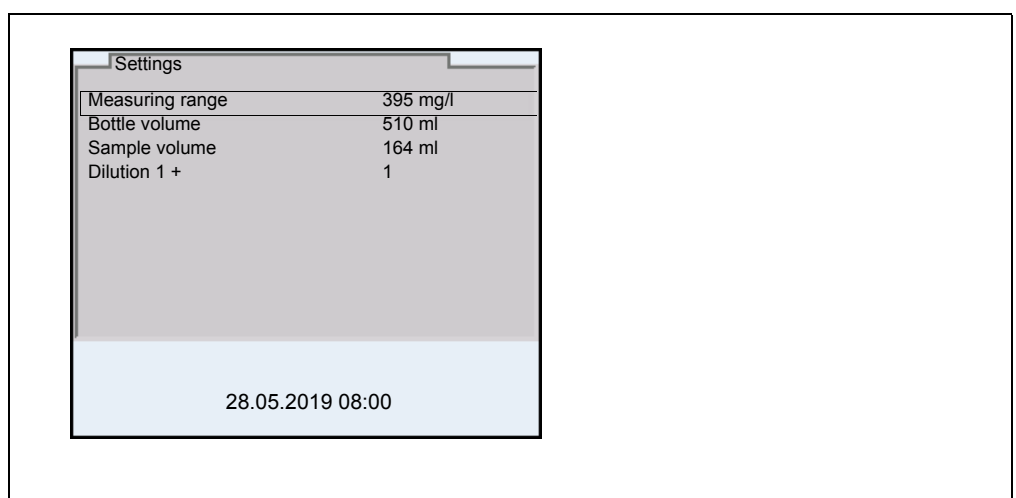 Settings
Measuring range 395 mg/l
Bottle volume 510 ml
Sample volume 164 ml
Dilution 1 + 1
28.05.2019 08:00